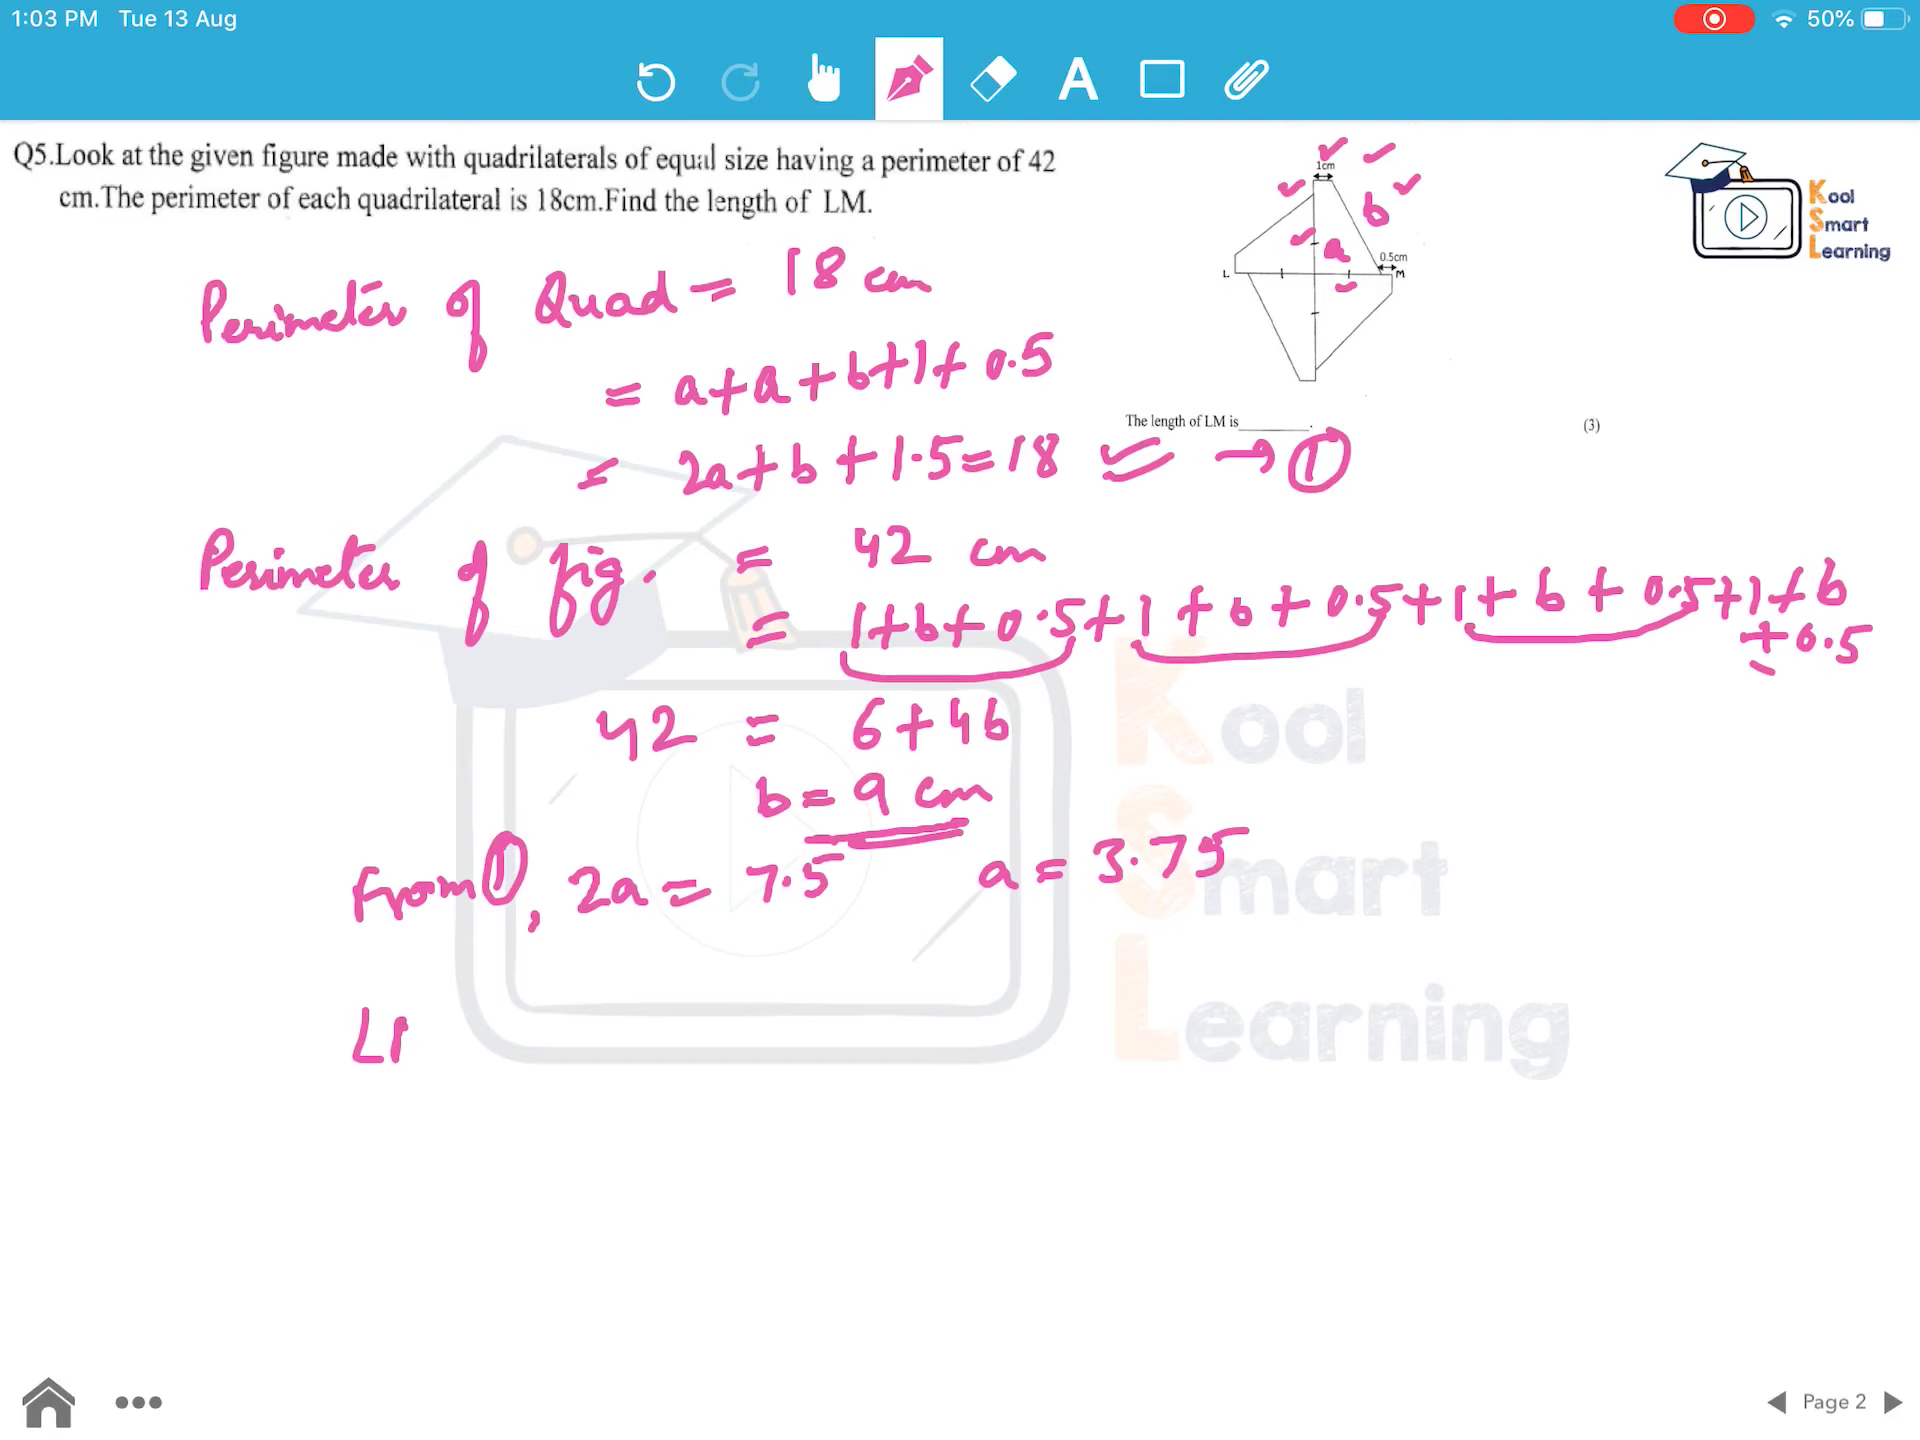 1:03 PM Tue 13 Aug
50%
A
Q5.Look at the given figure made with quadrilaterals of equal size having a perimeter of 42
cm.The perimeter of each quadrilateral is 18cm.Find the length of LM.
1cm
b
a
0.5cm
L
M
The length of LM is________.
(3)
Kool
Smart
Learning
Perimeter of Quad = 18 cm
= a+a+b+1+0.5
= 2a+b+1.5=18 → ①
Perimeter of fig. = 42 cm
= 1+b+0.5+1+b+0.5+1+b+0.5+1+b
+0.5
42 = 6+4b
b = 9 cm
From ①, 2a = 7.5 a = 3.75
Kool
Smart
Learning
Page 2